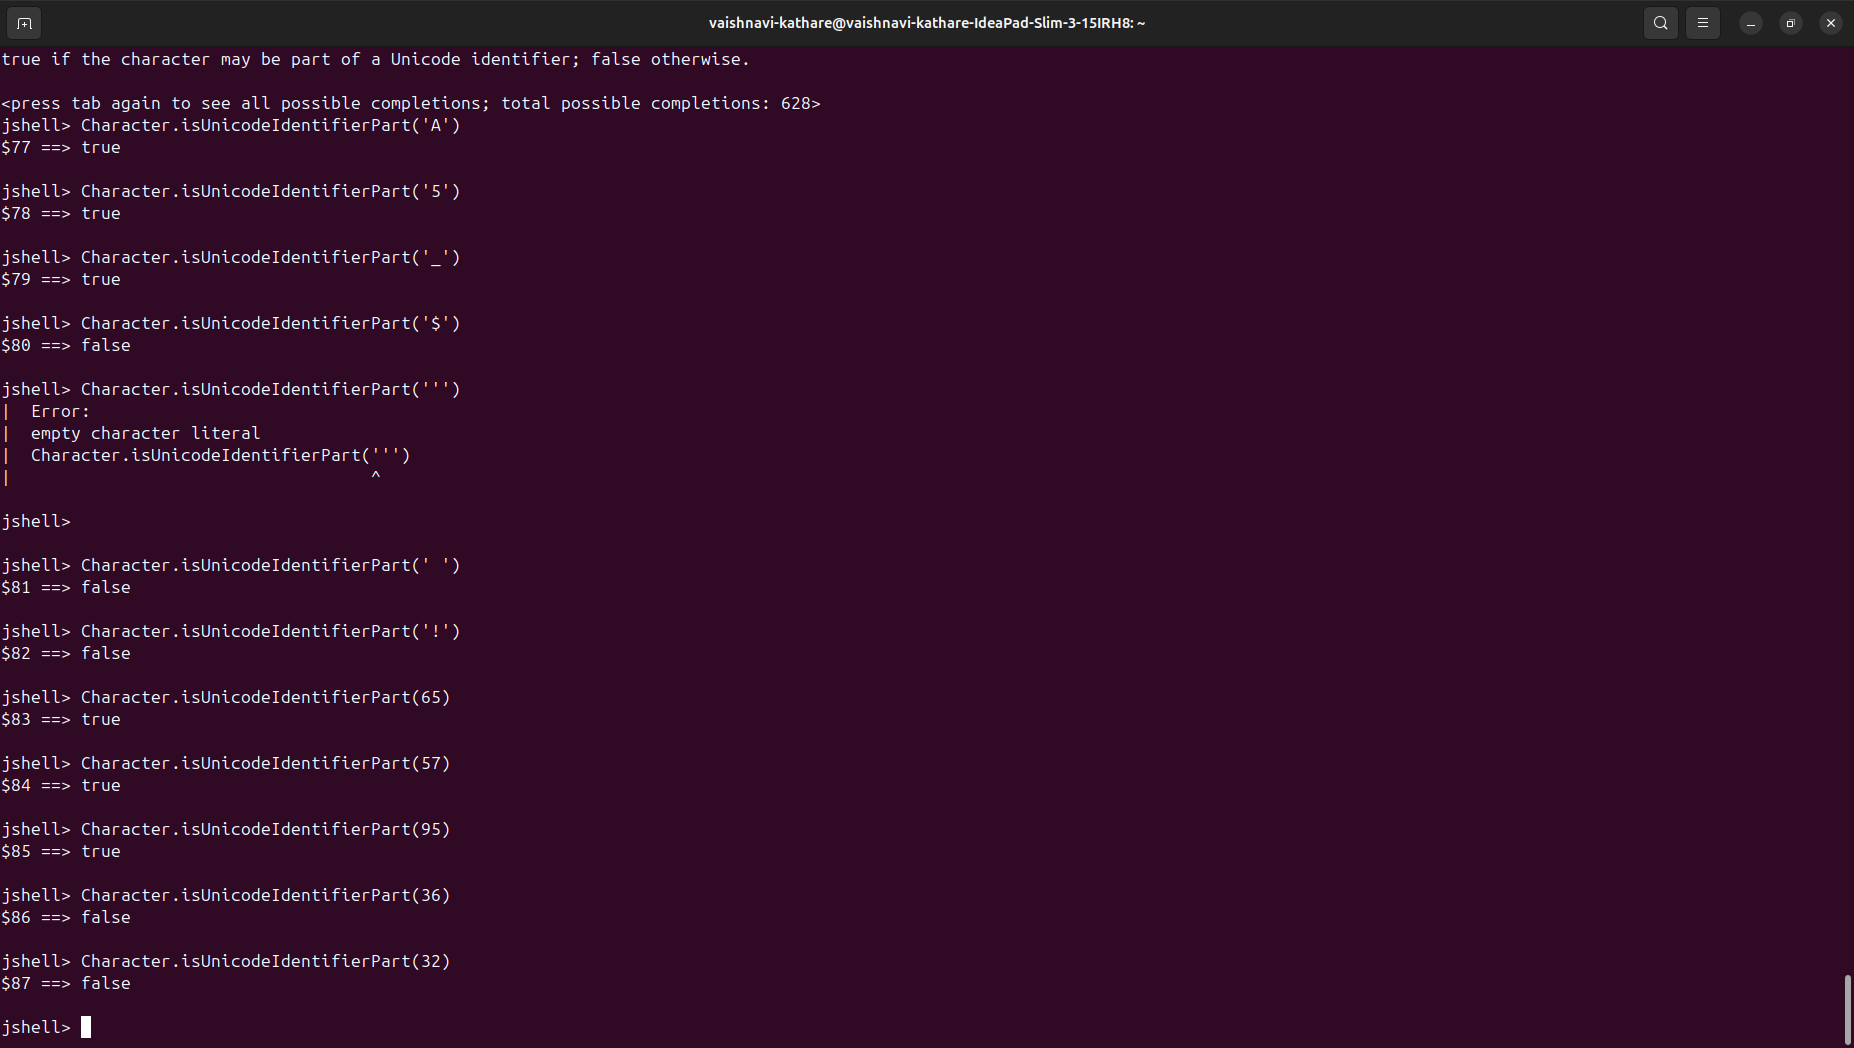 vaishnavi-kathare@vaishnavi-kathare-IdeaPad-Slim-3-15IRH8: ~
true if the character may be part of a Unicode identifier; false otherwise.
<press tab again to see all possible completions; total possible completions: 628>
jshell> Character.isUnicodeIdentifierPart('A')
$77 ==> true
jshell> Character.isUnicodeIdentifierPart('5')
$78 ==> true
jshell> Character.isUnicodeIdentifierPart('_')
$79 ==> true
jshell> Character.isUnicodeIdentifierPart('$')
$80 ==> false
jshell> Character.isUnicodeIdentifierPart(''')
|  Error:
|  empty character literal
|  Character.isUnicodeIdentifierPart(''')
|                                    ^
jshell>
jshell> Character.isUnicodeIdentifierPart(' ')
$81 ==> false
jshell> Character.isUnicodeIdentifierPart('!')
$82 ==> false
jshell> Character.isUnicodeIdentifierPart(65)
$83 ==> true
jshell> Character.isUnicodeIdentifierPart(57)
$84 ==> true
jshell> Character.isUnicodeIdentifierPart(95)
$85 ==> true
jshell> Character.isUnicodeIdentifierPart(36)
$86 ==> false
jshell> Character.isUnicodeIdentifierPart(32)
$87 ==> false
jshell>